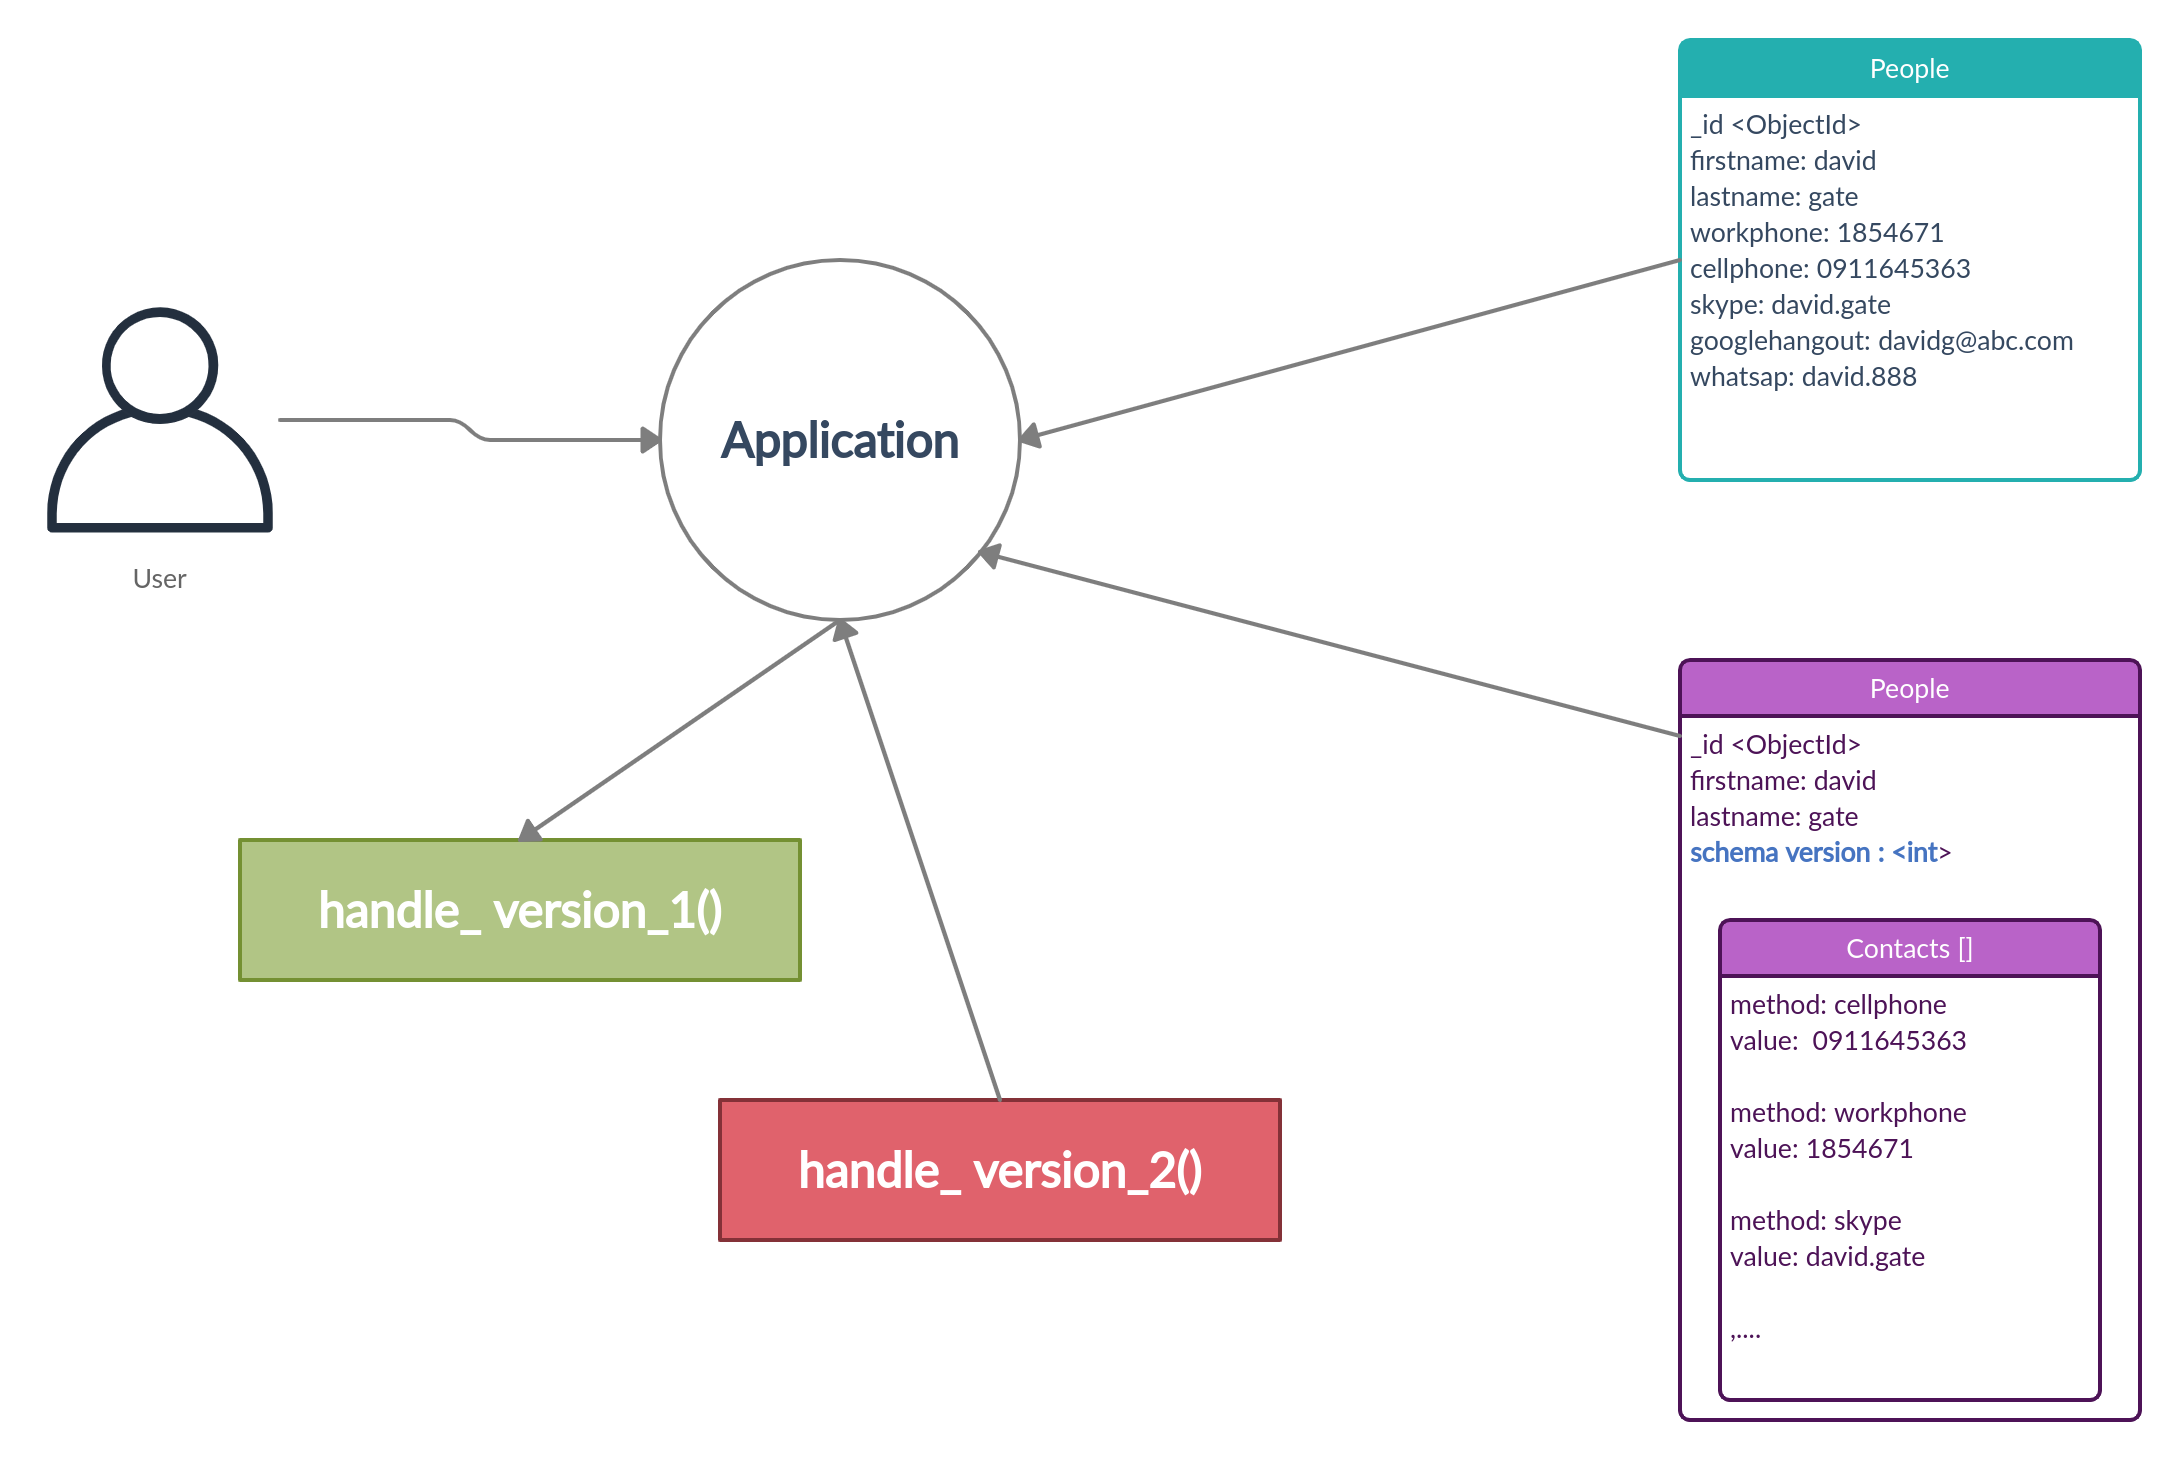 User
Application
handle_ version_1()
handle_ version_2()
People
_id <ObjectId>
firstname: david
lastname: gate
workphone: 1854671
cellphone: 0911645363
skype: david.gate
googlehangout: davidg@abc.com
whatsap: david.888
People
_id <ObjectId>
firstname: david
lastname: gate
schema version : <int>
Contacts []
method: cellphone
value:  0911645363
method: workphone
value: 1854671
method: skype
value: david.gate
,....